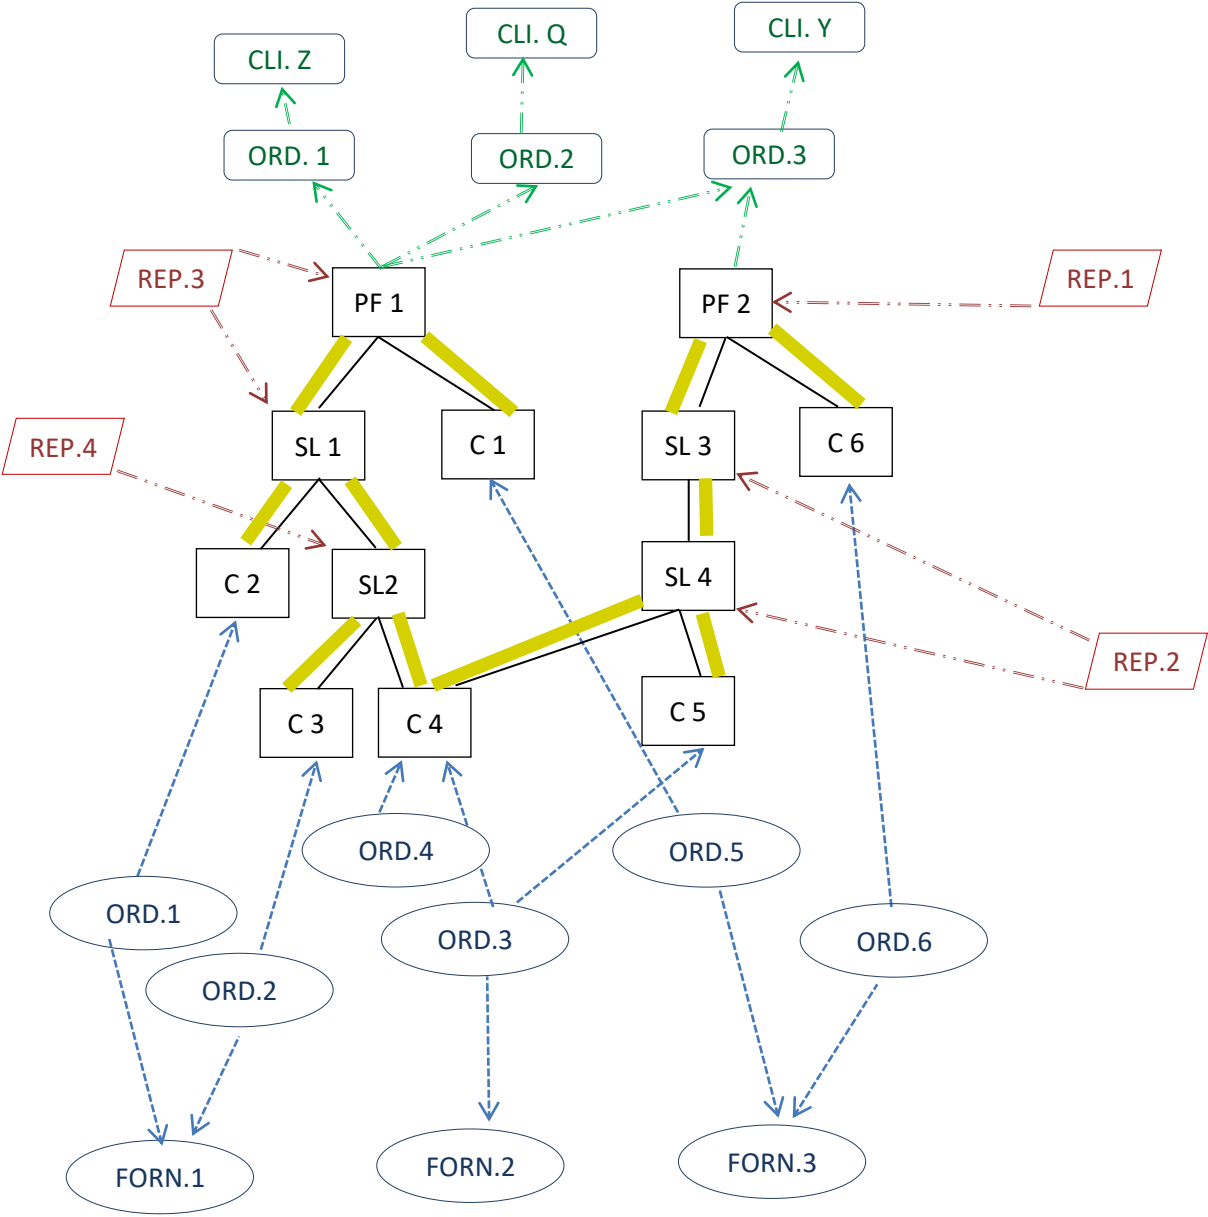 CLI. Z
CLI. Q
CLI. Y
ORD. 1
ORD.2
ORD.3
REP.3
PF 1
PF 2
REP.1
REP.4
SL 1
C 1
SL 3
C 6
C 2
SL2
SL 4
REP.2
C 3
C 4
C 5
ORD.4
ORD.5
ORD.1
ORD.3
ORD.6
ORD.2
FORN.1
FORN.2
FORN.3